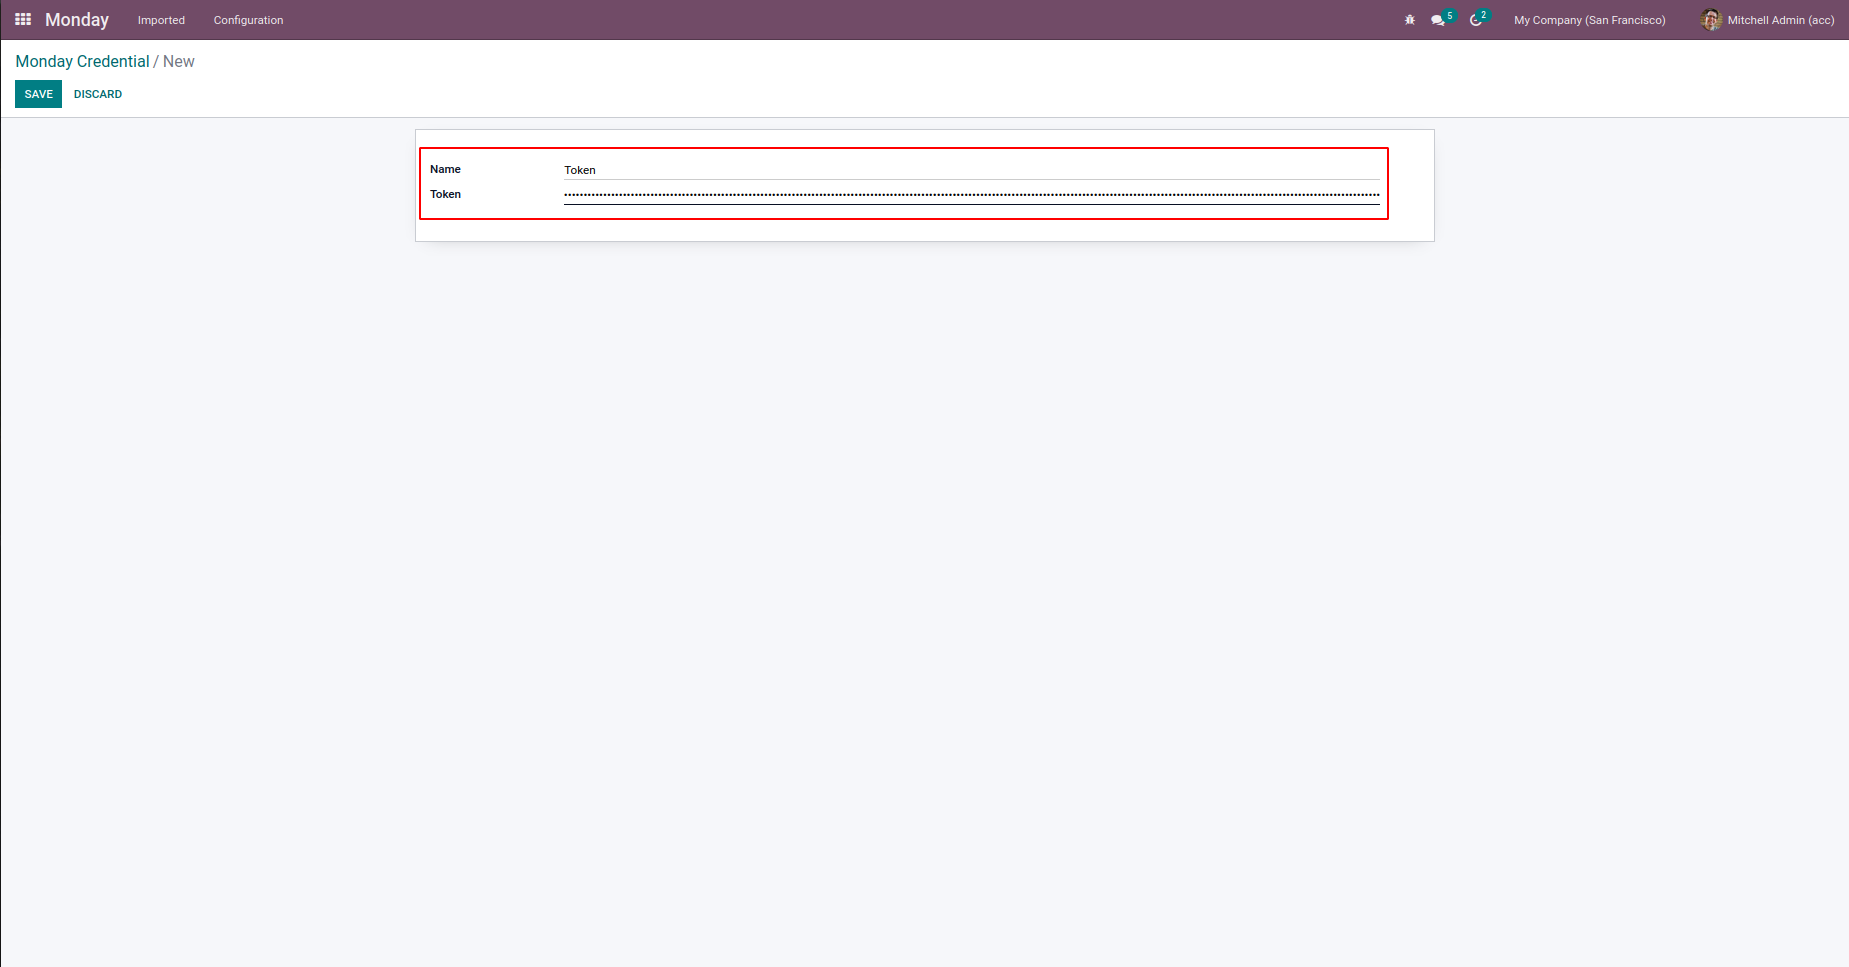 Monday Imported Configuration 5 2 My Company (San Francisco) Mitchell Admin (acc)
Monday Credential / New
SAVE DISCARD
Name Token
Token